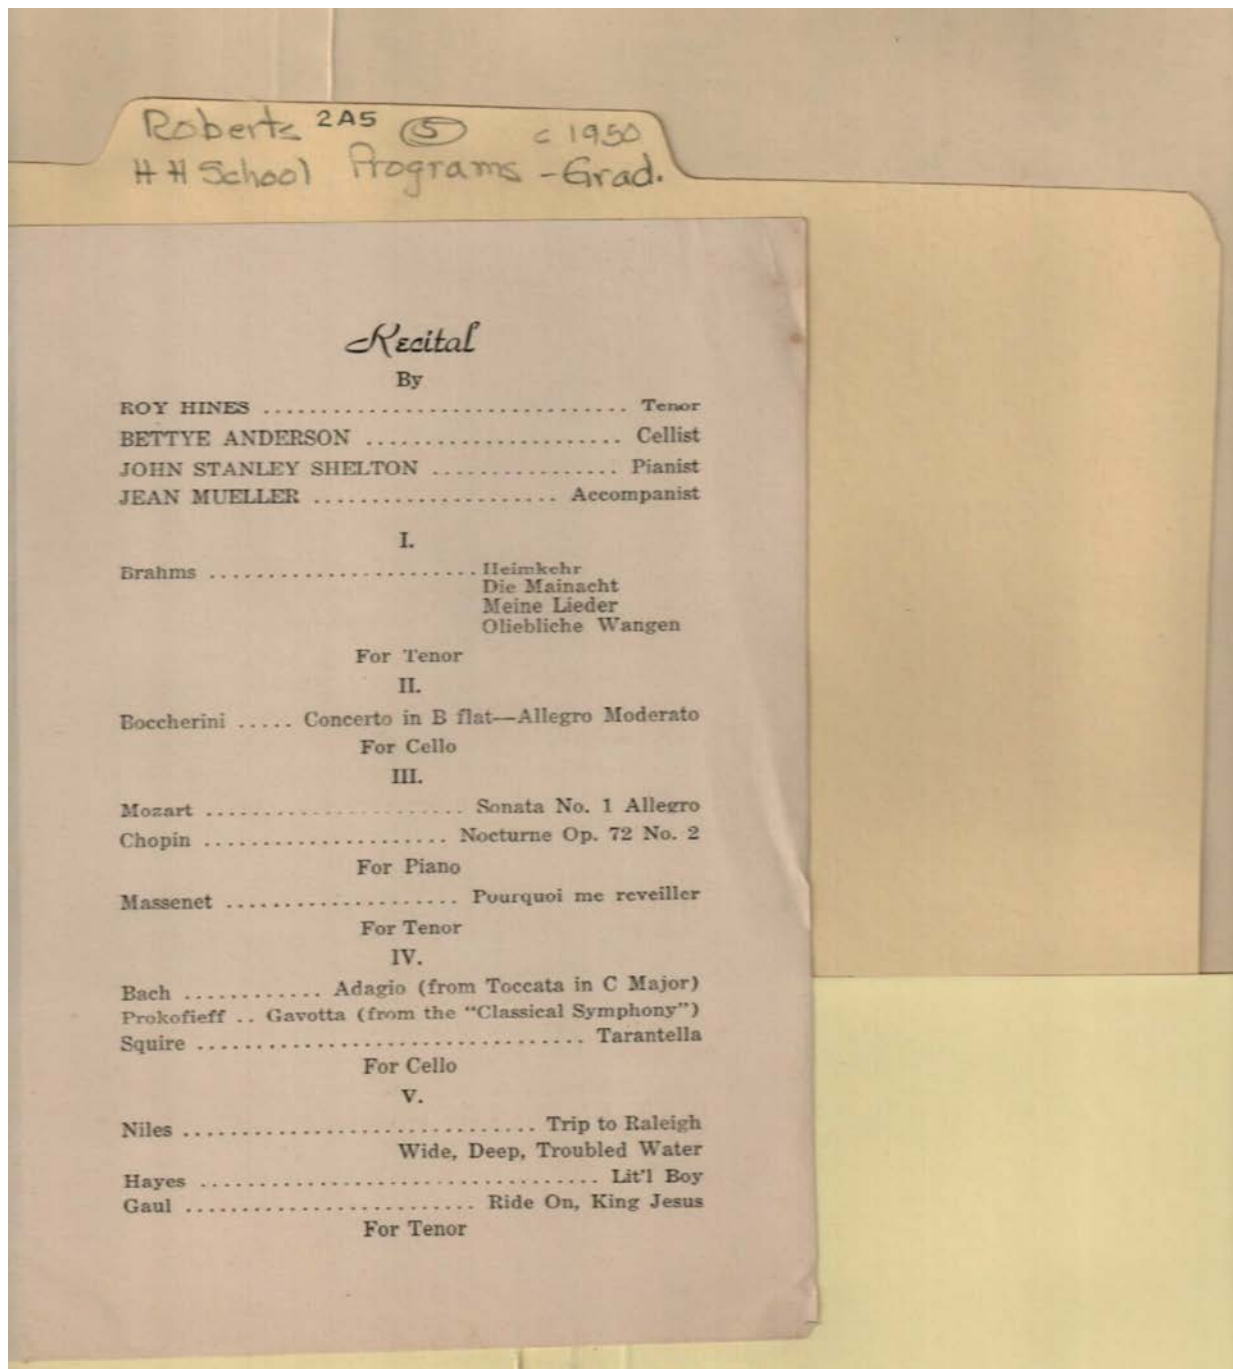 Roberts 2A5 5 c 1950
H H School Programs - Grad.
Recital
By
ROY HINES ................................ Tenor
BETTYE ANDERSON ...................... Cellist
JOHN STANLEY SHELTON ................ Pianist
JEAN MUELLER ..................... Accompanist
I.
Brahms ....................... Heimkehr
Die Mainacht
Meine Lieder
Oliebliche Wangen
For Tenor
II.
Boccherini ..... Concerto in B flat—Allegro Moderato
For Cello
III.
Mozart ....................... Sonata No. 1 Allegro
Chopin ..................... Nocturne Op. 72 No. 2
For Piano
Massenet .................... Pourquoi me reveiller
For Tenor
IV.
Bach ............ Adagio (from Toccata in C Major)
Prokofieff .. Gavotta (from the “Classical Symphony”)
Squire ................................. Tarantella
For Cello
V.
Niles ............................... Trip to Raleigh
Wide, Deep, Troubled Water
Hayes .................................. Lit'l Boy
Gaul ......................... Ride On, King Jesus
For Tenor